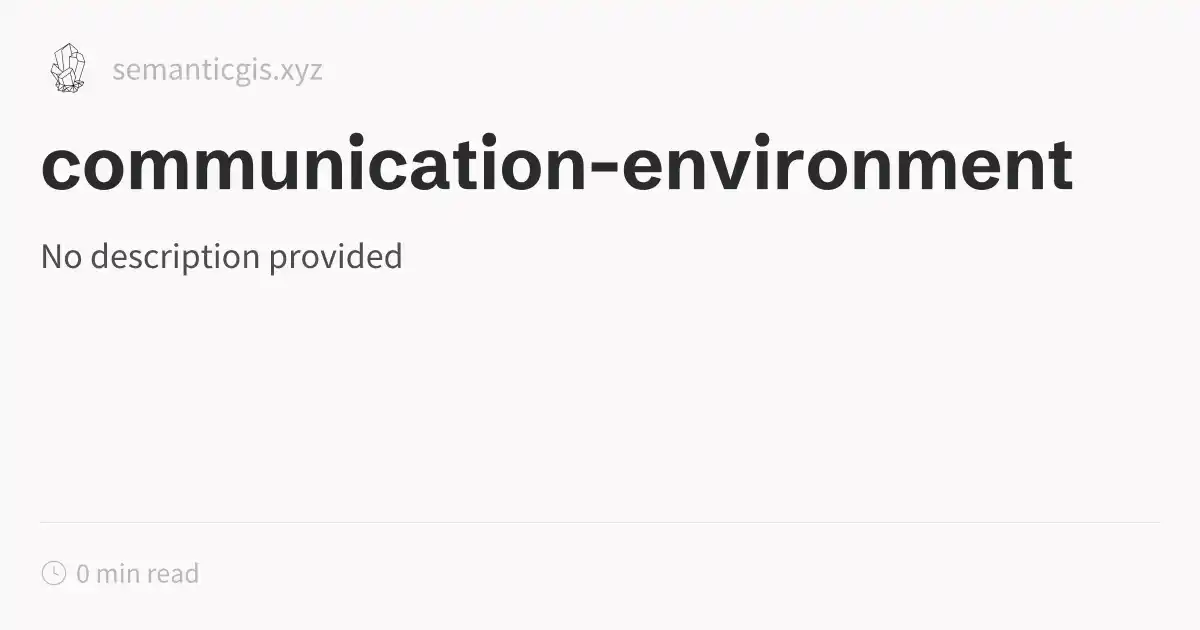 semanticgis.xyz
communication-environment
No description provided
0 min read